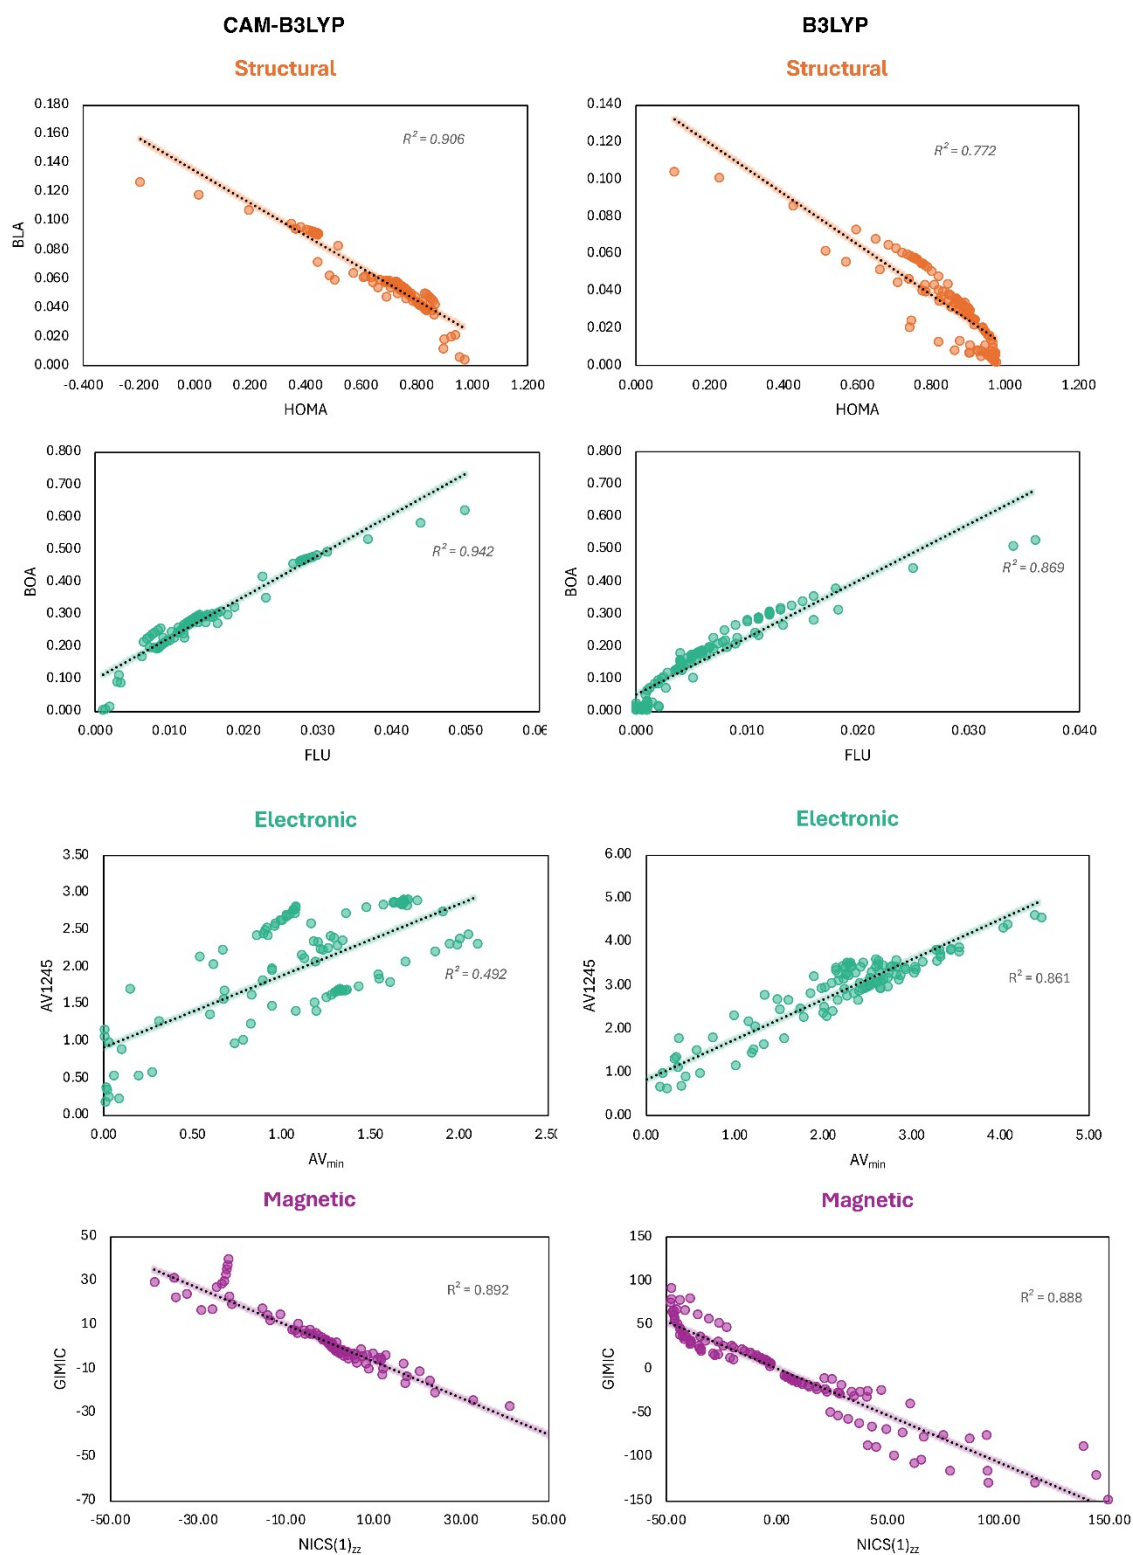 CAM-B3LYP
B3LYP
Structural
Structural
0.180
0.160
0.140
0.120
0.100
0.080
0.060
0.040
0.020
0.000
BLA
R² = 0.906
-0.400 -0.200 0.000 0.200 0.400 0.600 0.800 1.000 1.200
HOMA
0.140
0.120
0.100
0.080
0.060
0.040
0.020
0.000
R² = 0.772
0.000 0.200 0.400 0.600 0.800 1.000 1.200
HOMA
0.800
0.700
0.600
0.500
0.400
0.300
0.200
0.100
0.000
BOA
R² = 0.942
0.000 0.010 0.020 0.030 0.040 0.050 0.06
FLU
0.800
0.700
0.600
0.500
0.400
0.300
0.200
0.100
0.000
BOA
R² = 0.869
0.000 0.010 0.020 0.030 0.040
FLU
Electronic
Electronic
3.50
3.00
2.50
2.00
1.50
1.00
0.50
0.00
AV1245
R² = 0.492
0.00 0.50 1.00 1.50 2.00 2.50
AVmin
6.00
5.00
4.00
3.00
2.00
1.00
0.00
AV1245
R² = 0.861
0.00 1.00 2.00 3.00 4.00 5.00
AVmin
Magnetic
Magnetic
50
30
10
-10
-30
-50
-70
GIMIC
R² = 0.892
-50.00 -30.00 -10.00 10.00 30.00 50.00
NICS(1)zz
150
100
50
0
-50
-100
-150
GIMIC
R² = 0.888
-50.00 0.00 50.00 100.00 150.00
NICS(1)zz